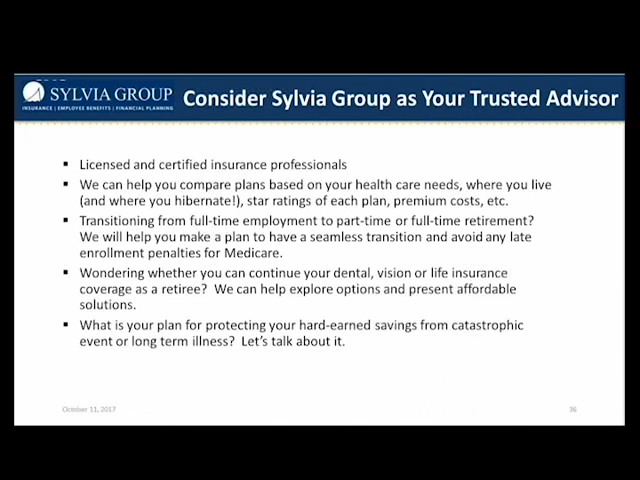 SYLVIA GROUP
INSURANCE | EMPLOYEE BENEFITS | FINANCIAL PLANNING
Consider Sylvia Group as Your Trusted Advisor
▪ Licensed and certified insurance professionals
▪ We can help you compare plans based on your health care needs, where you live
(and where you hibernate!), star ratings of each plan, premium costs, etc.
▪ Transitioning from full-time employment to part-time or full-time retirement?
We will help you make a plan to have a seamless transition and avoid any late
enrollment penalties for Medicare.
▪ Wondering whether you can continue your dental, vision or life insurance
coverage as a retiree? We can help explore options and present affordable
solutions.
▪ What is your plan for protecting your hard-earned savings from catastrophic
event or long term illness? Let's talk about it.
October 11, 2017
36